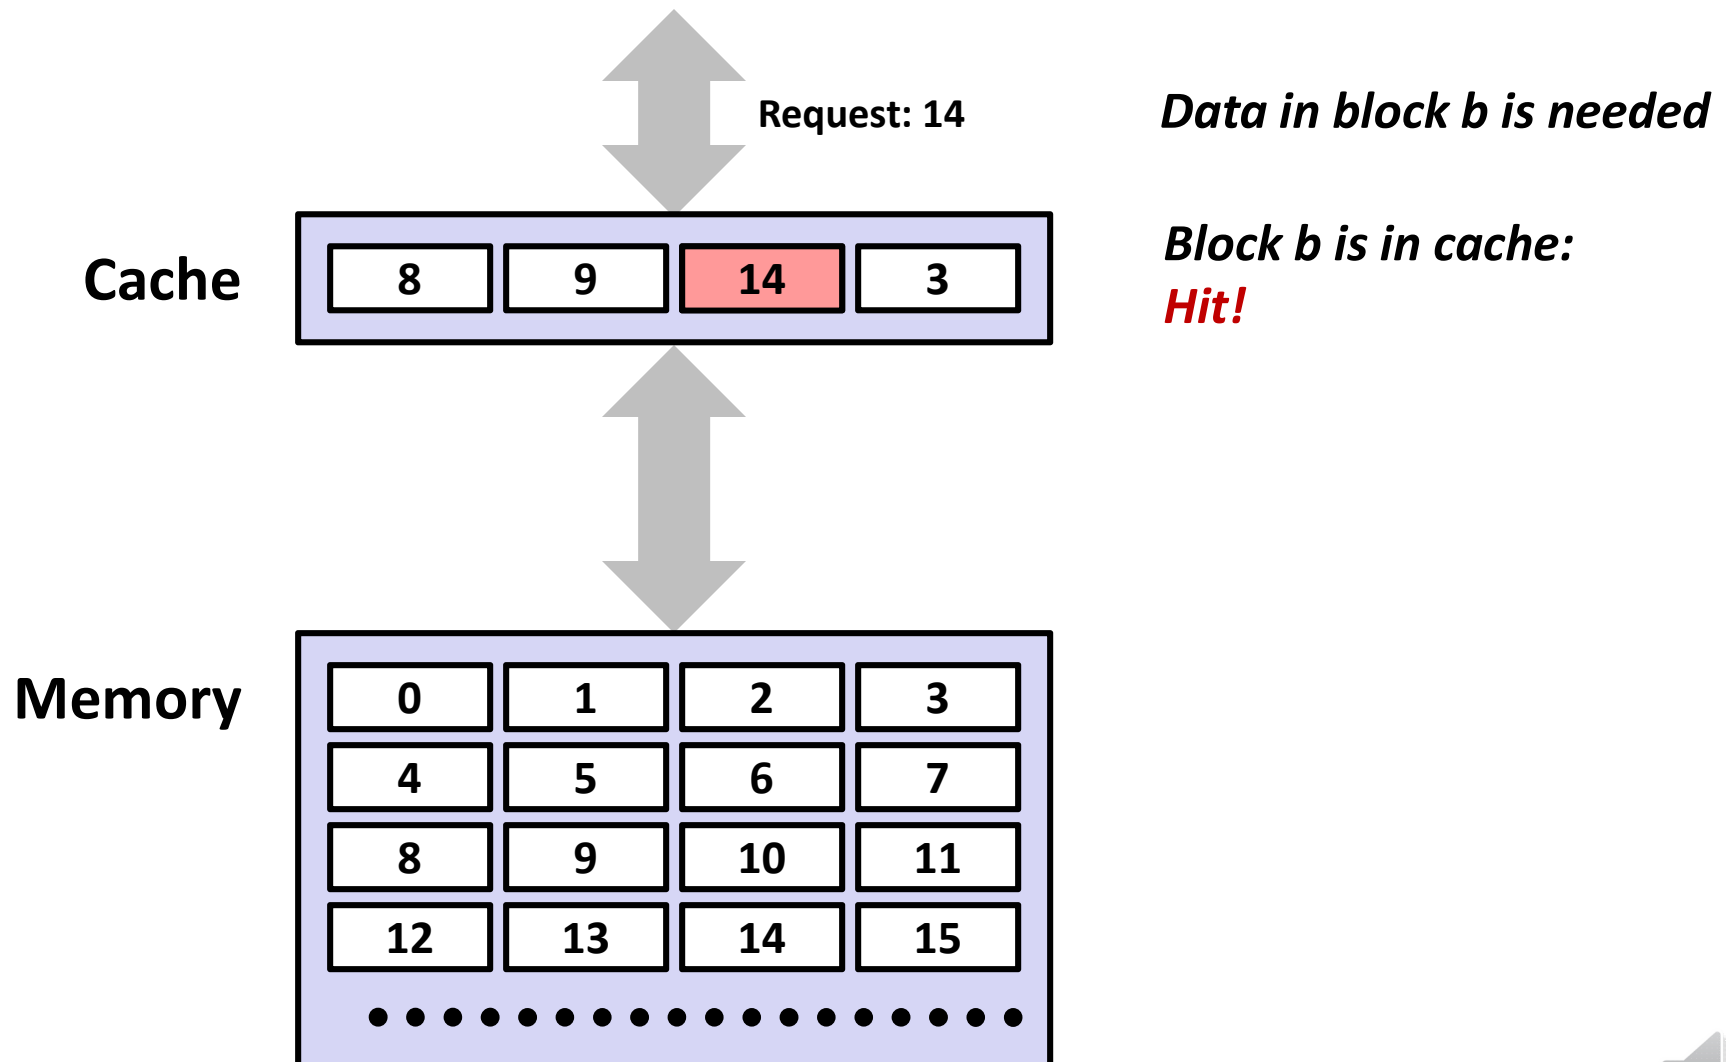 Request: 14
Data in block b is needed
Cache
8 9 14 3
Block b is in cache:
Hit!
Memory
0 1 2 3
4 5 6 7
8 9 10 11
12 13 14 15